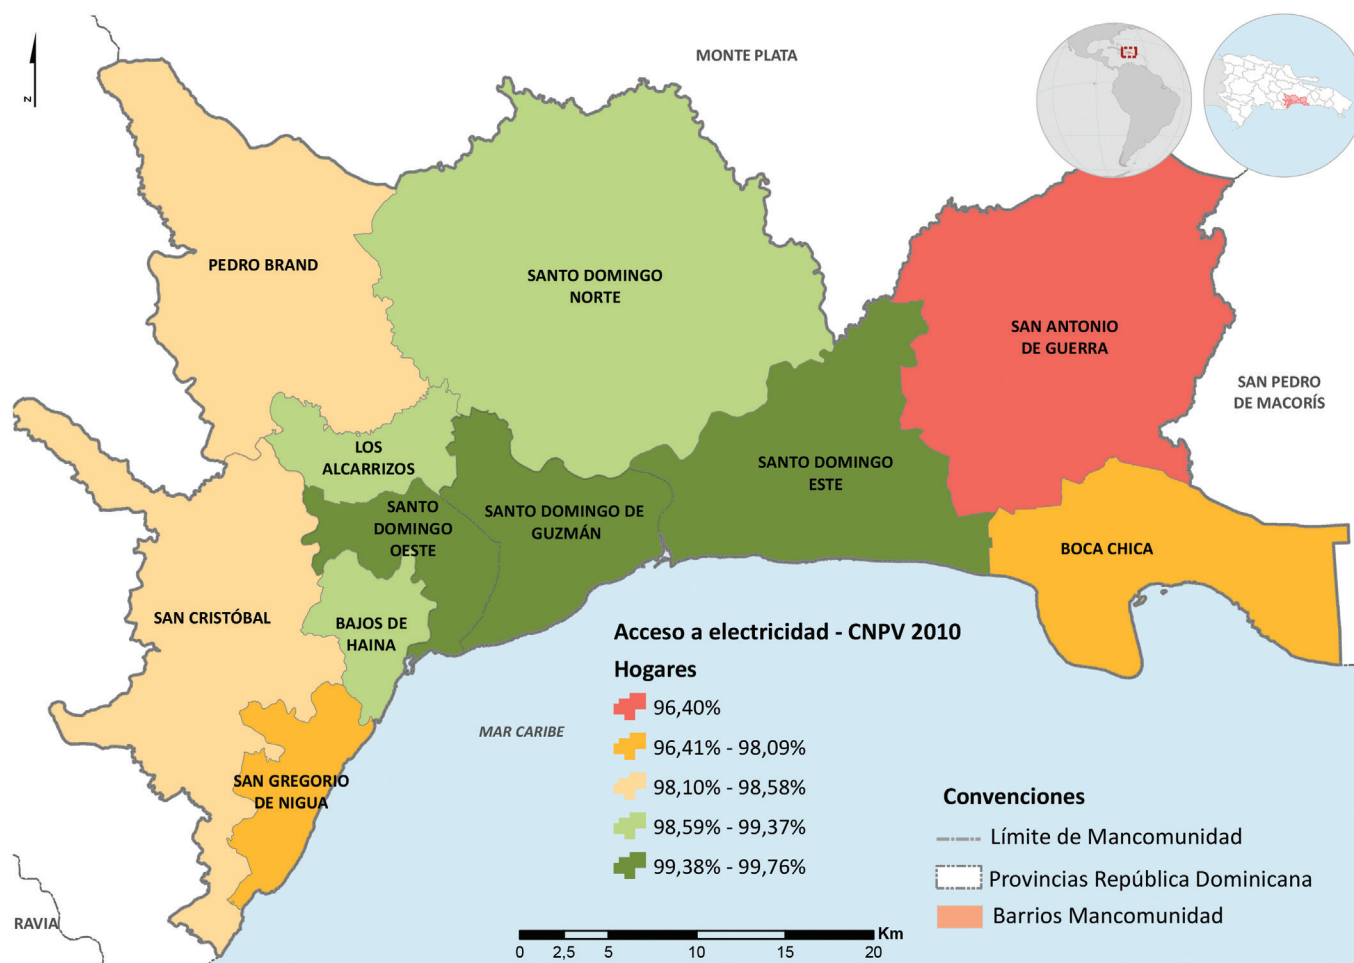 MONTE PLATA
N
PEDRO BRAND
SANTO DOMINGO
NORTE
SAN ANTONIO
DE GUERRA
SAN PEDRO
DE MACORÍS
LOS
ALCARRIZOS
SANTO DOMINGO
ESTE
SANTO
DOMINGO
OESTE
SANTO DOMINGO DE
GUZMÁN
BOCA CHICA
SAN CRISTÓBAL
BAJOS DE
HAINA
SAN GREGORIO
DE NIGUA
MAR CARIBE
RAVIA
Acceso a electricidad - CNPV 2010
Hogares
96,40%
96,41% - 98,09%
98,10% - 98,58%
98,59% - 99,37%
99,38% - 99,76%
Convenciones
Límite de Mancomunidad
Provincias República Dominicana
Barrios Mancomunidad
Km
0 2,5 5 10 15 20